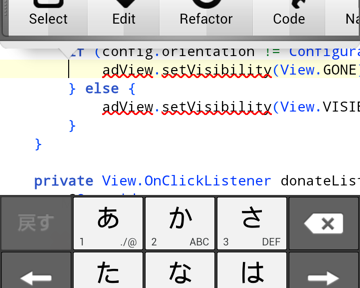 Select Edit Refactor Code Na
if (config.orientation != Configura
adView.setVisibility(View.GONE
} else {
adView.setVisibility(View.VISIB
}
}
private View.OnClickListener donateList
戻す あ か さ
1 ./@ 2 ABC 3 DEF
た な は